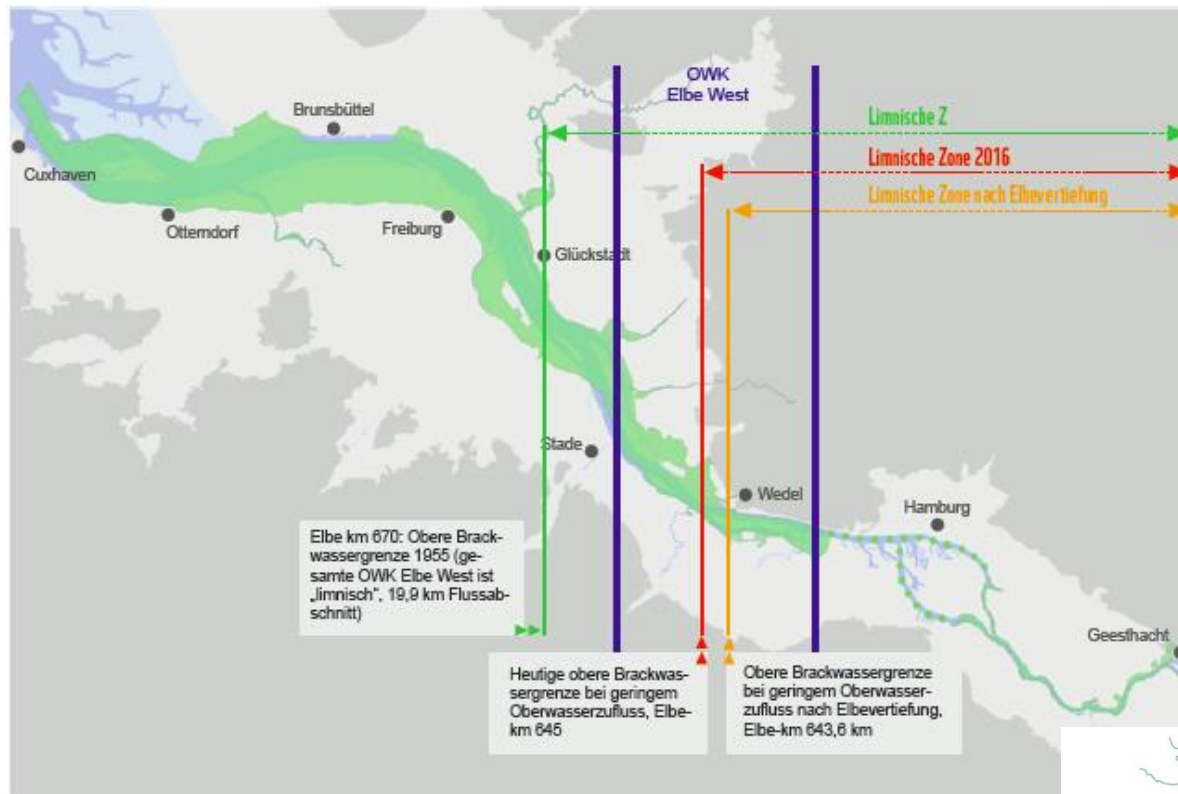 OWK
Elbe West
Limnische Z
Limnische Zone 2016
Limnische Zone nach Elbevertiefung
Brunsbüttel
Cuxhaven
Otterndorf
Freiburg
Glückstadt
Stade
Wedel
Hamburg
Geesthacht
Elbe km 670: Obere Brack-
wassergrenze 1955 (ge-
samte OWK Elbe West ist
„limnisch“, 19,9 km Flussab-
schnitt)
Heutige obere Brackwas-
sergrenze bei geringem
Oberwasserzufluss, Elbe-
km 645
Obere Brackwassergrenze
bei geringem Oberwasser-
zufluss nach Elbevertiefung,
Elbe-km 643,6 km